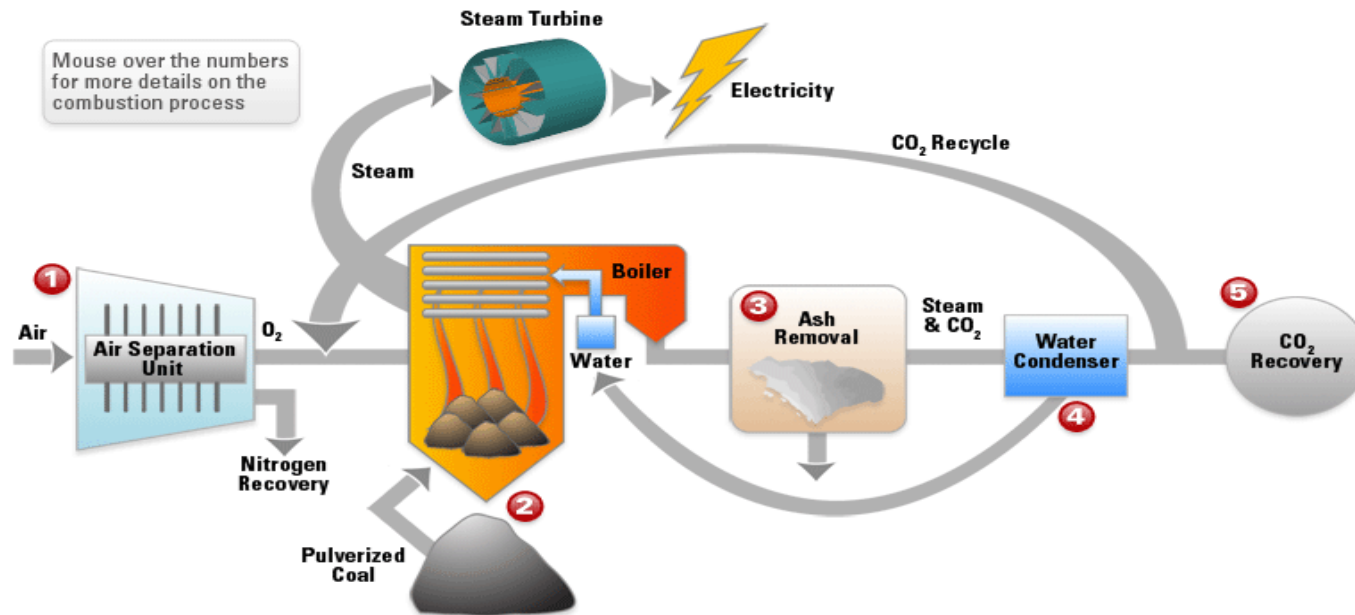 Steam Turbine
Mouse over the numbers
for more details on the
combustion process
Electricity
CO₂ Recycle
Steam
1
Air
Air Separation
Unit
O₂
Nitrogen
Recovery
Boiler
Water
2
Pulverized
Coal
3
Ash
Removal
Steam
& CO₂
Water
Condenser
4
5
CO₂
Recovery